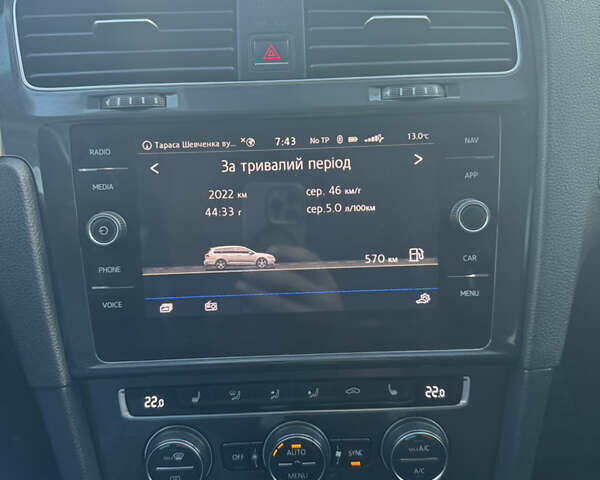 RADIO
MEDIA
PHONE
VOICE
Тараса Шевченка ву...
7:43
No TP
13.0°C
За тривалий період
2022 км
сер. 46 км/г
44:33 г
сер.5.0 л/100км
570 км
NAV
APP
CAR
MENU
22.0
22.0
OFF
AUTO
MENU
SYNC
A/C
A/C